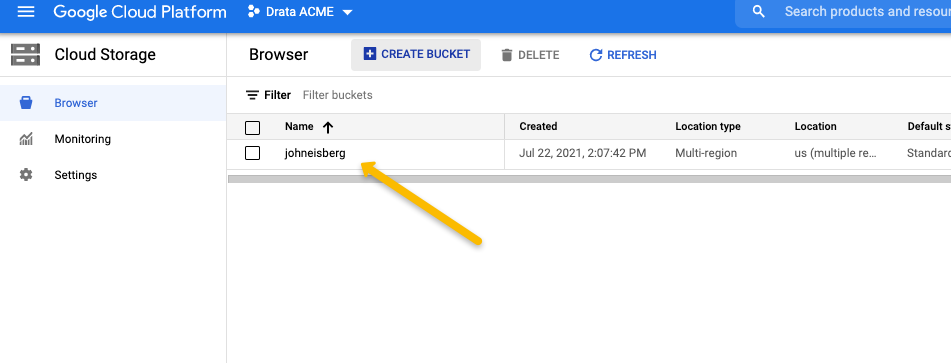 Google Cloud Platform Drata ACME Search products and resou
Cloud Storage Browser CREATE BUCKET DELETE REFRESH
Browser
Monitoring
Settings
Filter Filter buckets
Name Created Location type Location Default s
johneisberg Jul 22, 2021, 2:07:42 PM Multi-region us (multiple re... Standard